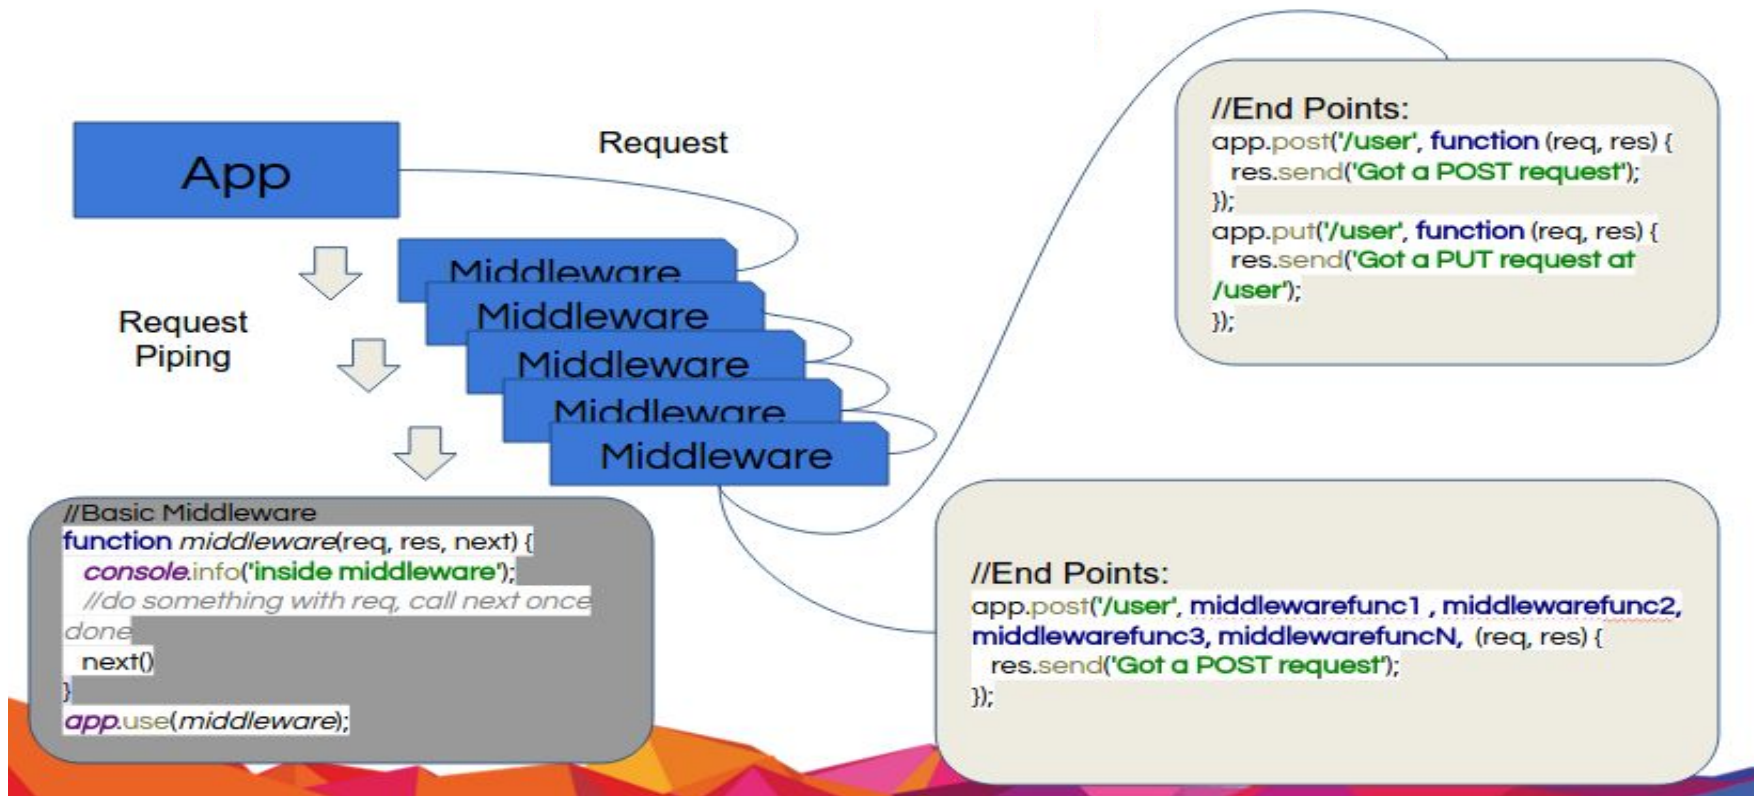 App
Request
Middleware
Middleware
Middleware
Middleware
Middleware
Request
Piping
//Basic Middleware
function middleware(req, res, next) {
console.info('inside middleware');
//do something with req, call next once
done
next()
}
app.use(middleware);
//End Points:
app.post('/user', function (req, res) {
res.send('Got a POST request');
});
app.put('/user', function (req, res) {
res.send('Got a PUT request at
/user');
});
//End Points:
app.post('/user', middlewarefunc1 , middlewarefunc2,
middlewarefunc3, middlewarefuncN, (req, res) {
res.send('Got a POST request');
});